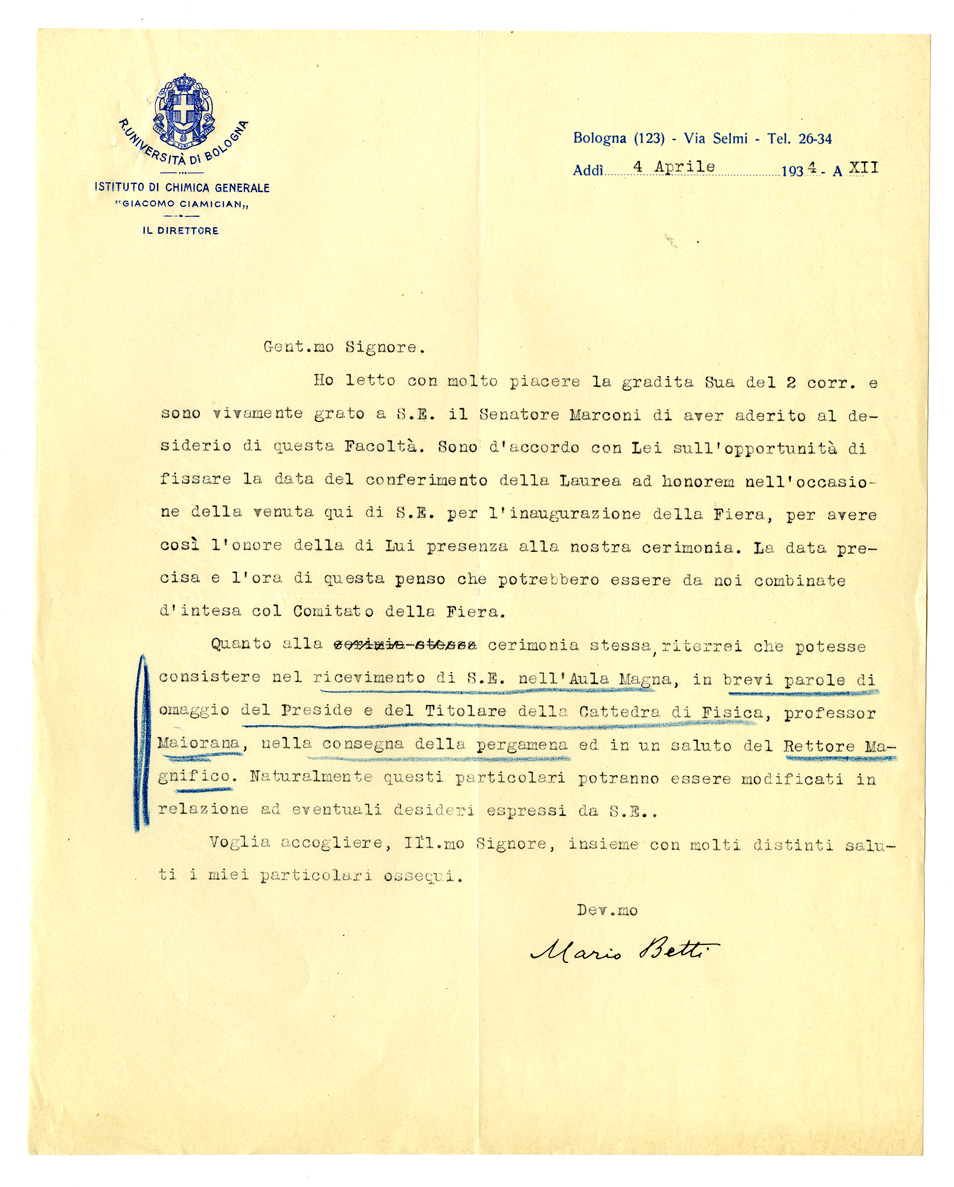 R. UNIVERSITÀ DI BOLOGNA
ISTITUTO DI CHIMICA GENERALE
"GIACOMO CIAMICIAN"
IL DIRETTORE
Bologna (123) - Via Selmi - Tel. 26-34
Addì 4 Aprile 1934 - A XII
Gent.mo Signore.
Ho letto con molto piacere la gradita Sua del 2 corr. e
sono vivamente grato a S.E. il Senatore Marconi di aver aderito al de-
siderio di questa Facoltà. Sono d'accordo con Lei sull'opportunità di
fissare la data del conferimento della Laurea ad honorem nell'occasio-
ne della venuta qui di S.E. per l'inaugurazione della Fiera, per avere
così l'onore della di Lui presenza alla nostra cerimonia. La data pre-
cisa e l'ora di questa penso che potrebbero essere da noi combinate
d'intesa col Comitato della Fiera.
Quanto alla cerimia stessa cerimonia stessa, riterrei che potesse
consistere nel ricevimento di S.E. nell'Aula Magna, in brevi parole di
omaggio del Preside e del Titolare della Cattedra di Fisica, professor
Maiorana, nella consegna della pergamena ed in un saluto del Rettore Ma-
gnifico. Naturalmente questi particolari potranno essere modificati in
relazione ad eventuali desideri espressi da S.E..
Voglia accogliere, Ill.mo Signore, insieme con molti distinti salu-
ti i miei particolari ossequi.
Dev.mo
Mario Betti